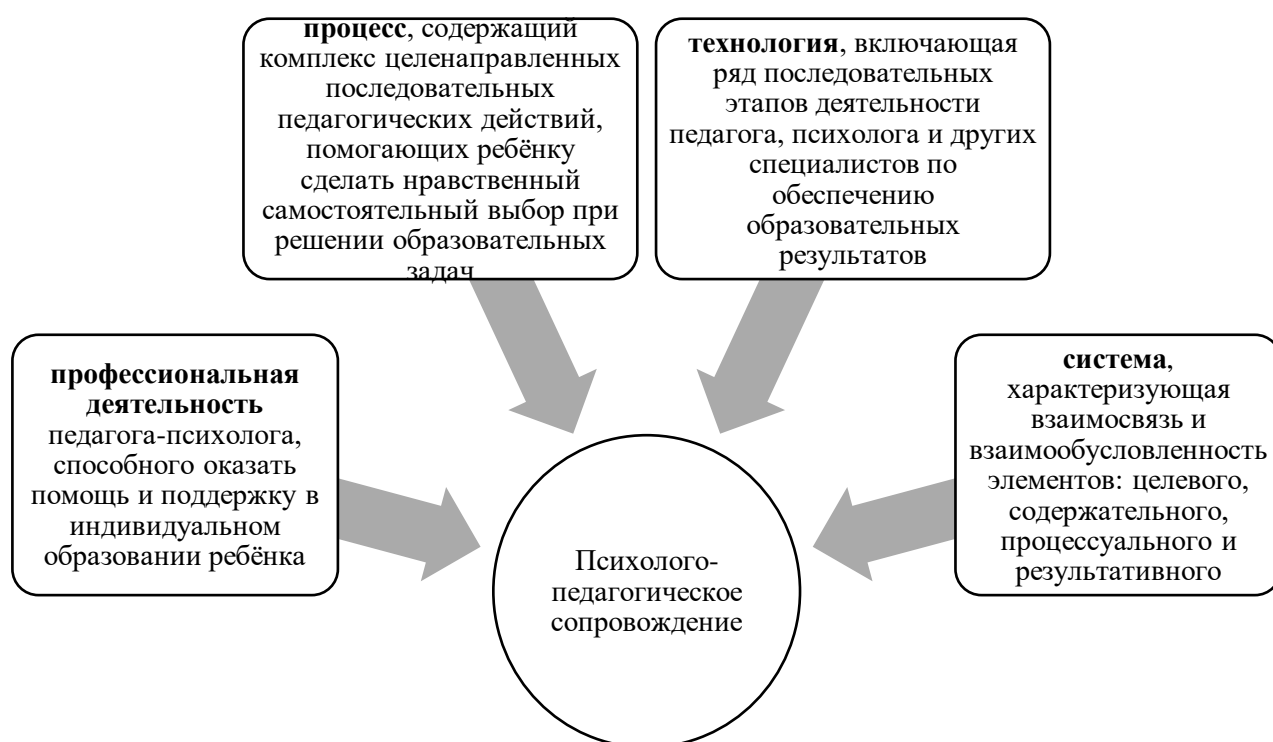 процесс, содержащий
комплекс целенаправленных
последовательных
педагогических действий,
помогающих ребёнку
сделать нравственный
самостоятельный выбор при
решении образовательных
задач
технология, включающая
ряд последовательных
этапов деятельности
педагога, психолога и других
специалистов по
обеспечению
образовательных
результатов
профессиональная
деятельность
педагога-психолога,
способного оказать
помощь и поддержку в
индивидуальном
образовании ребёнка
система,
характеризующая
взаимосвязь и
взаимообусловленность
элементов: целевого,
содержательного,
процессуального и
результативного
Психолого-
педагогическое
сопровождение